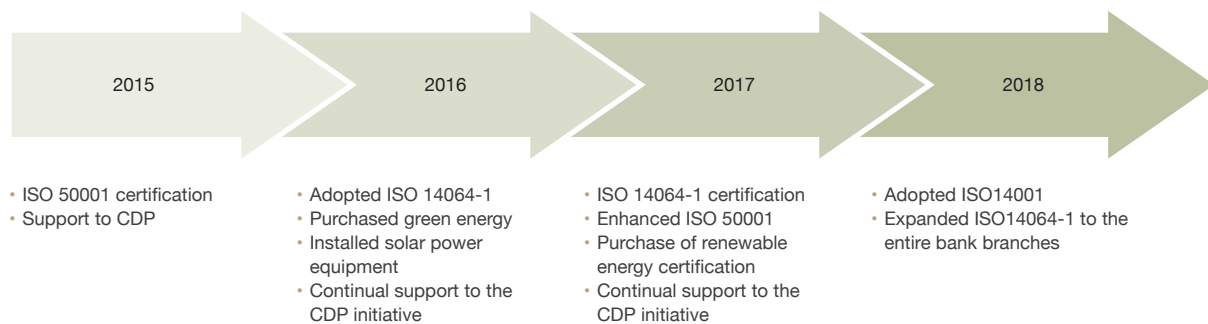 2015
2016
2017
2018
• ISO 50001 certification
• Support to CDP
• Adopted ISO 14064-1
• Purchased green energy
• Installed solar power
equipment
• Continual support to the
CDP initiative
• ISO 14064-1 certification
• Enhanced ISO 50001
• Purchase of renewable
energy certification
• Continual support to the
CDP initiative
• Adopted ISO14001
• Expanded ISO14064-1 to the
entire bank branches